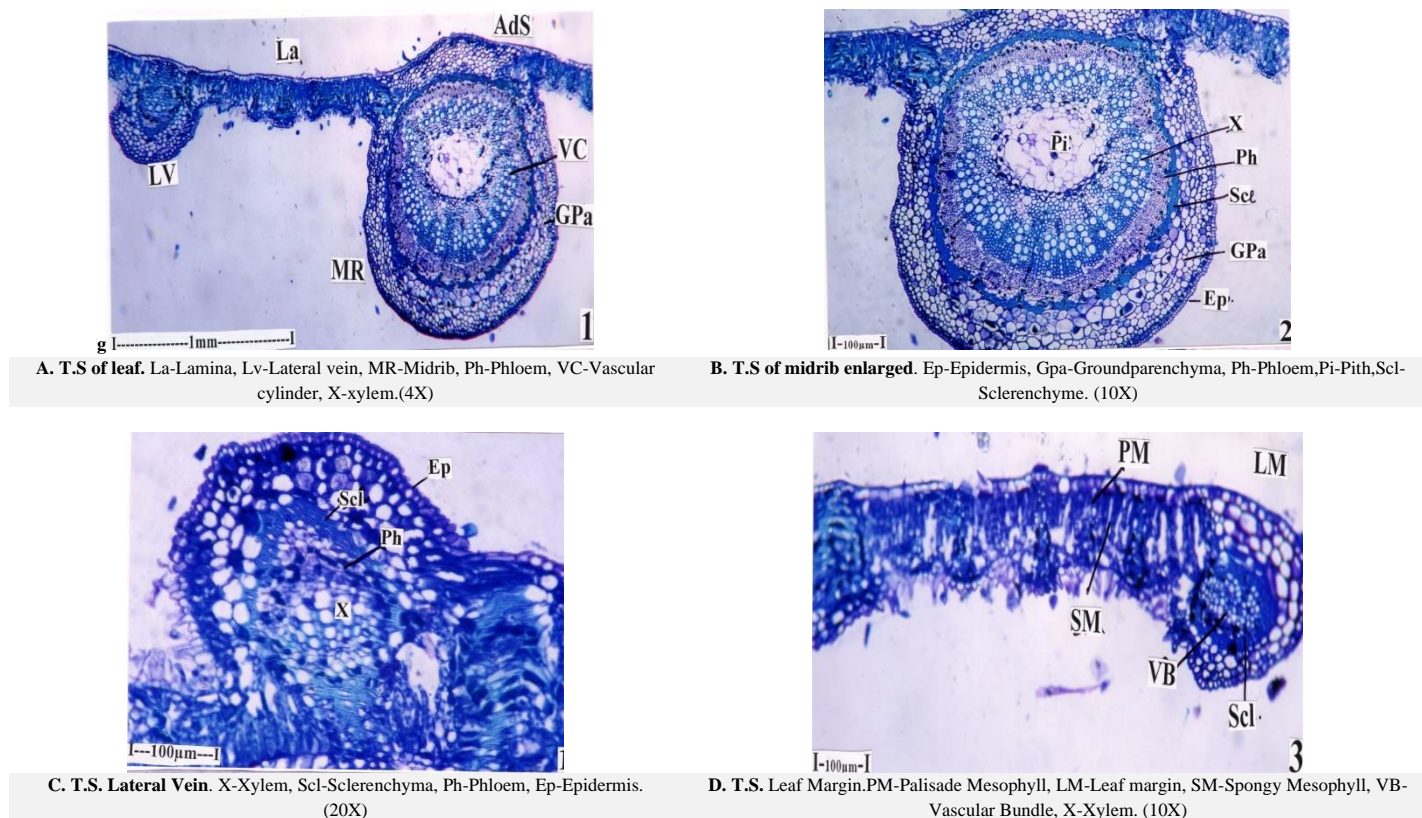 AdS
La
VC
LV
GPa
MR
g I---------------1mm---------------I
1
A. T.S of leaf. La-Lamina, Lv-Lateral vein, MR-Midrib, Ph-Phloem, VC-Vascular
cylinder, X-xylem.(4X)
X
Pi
Ph
Scℓ
GPa
Ep
I-100µm-I
2
B. T.S of midrib enlarged. Ep-Epidermis, Gpa-Groundparenchyma, Ph-Phloem,Pi-Pith,Scl-
Sclerenchyme. (10X)
Ep
Scl
Ph
X
I---100µm---I
C. T.S. Lateral Vein. X-Xylem, Scl-Sclerenchyma, Ph-Phloem, Ep-Epidermis.
(20X)
PM
LM
SM
VB
Scl
I-100µm-I
3
D. T.S. Leaf Margin.PM-Palisade Mesophyll, LM-Leaf margin, SM-Spongy Mesophyll, VB-
Vascular Bundle, X-Xylem. (10X)